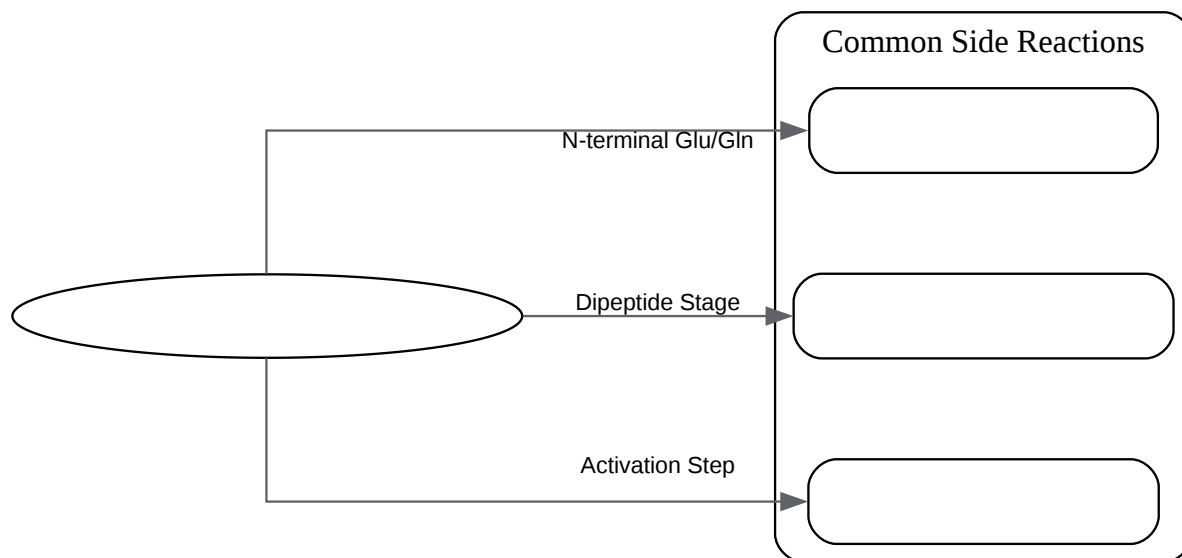 Common Side Reactions
N-terminal Glu/Gln
Dipeptide Stage
Activation Step